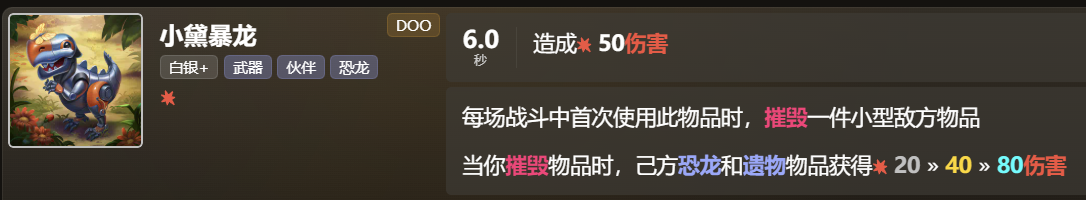 小黛暴龙
DOO
白银+ 武器 伙伴 恐龙
6.0
秒
造成 50伤害
每场战斗中首次使用此物品时，摧毁一件小型敌方物品
当你摧毁物品时，己方恐龙和遗物物品获得 20 » 40 » 80伤害